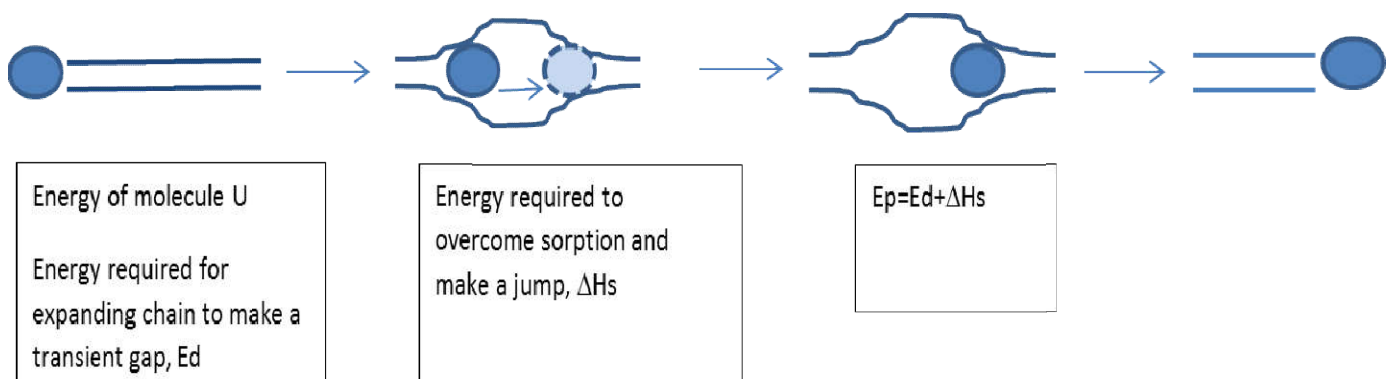 Energy of molecule U
Energy required for
expanding chain to make a
transient gap, Ed
Energy required to
overcome sorption and
make a jump, ΔHs
Ep=Ed+ΔHs